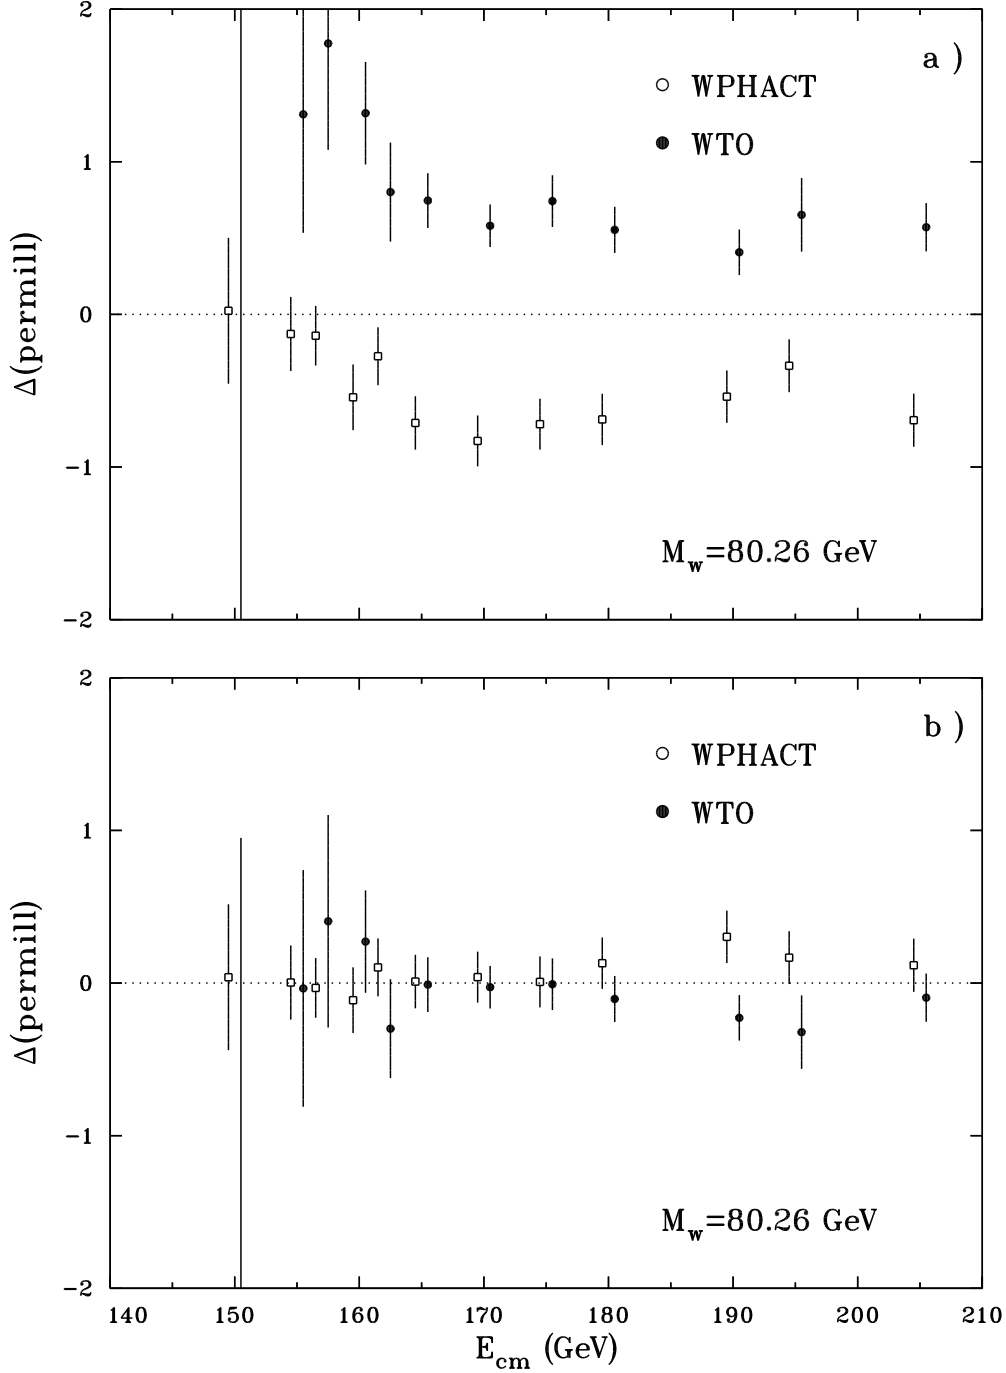 2
a )
WPHACT
WTO
1
0
Δ(permill)
-1
M_w=80.26 GeV
-2
2
b )
WPHACT
WTO
1
0
Δ(permill)
-1
M_w=80.26 GeV
-2
140 150 160 170 180 190 200 210
E_cm (GeV)